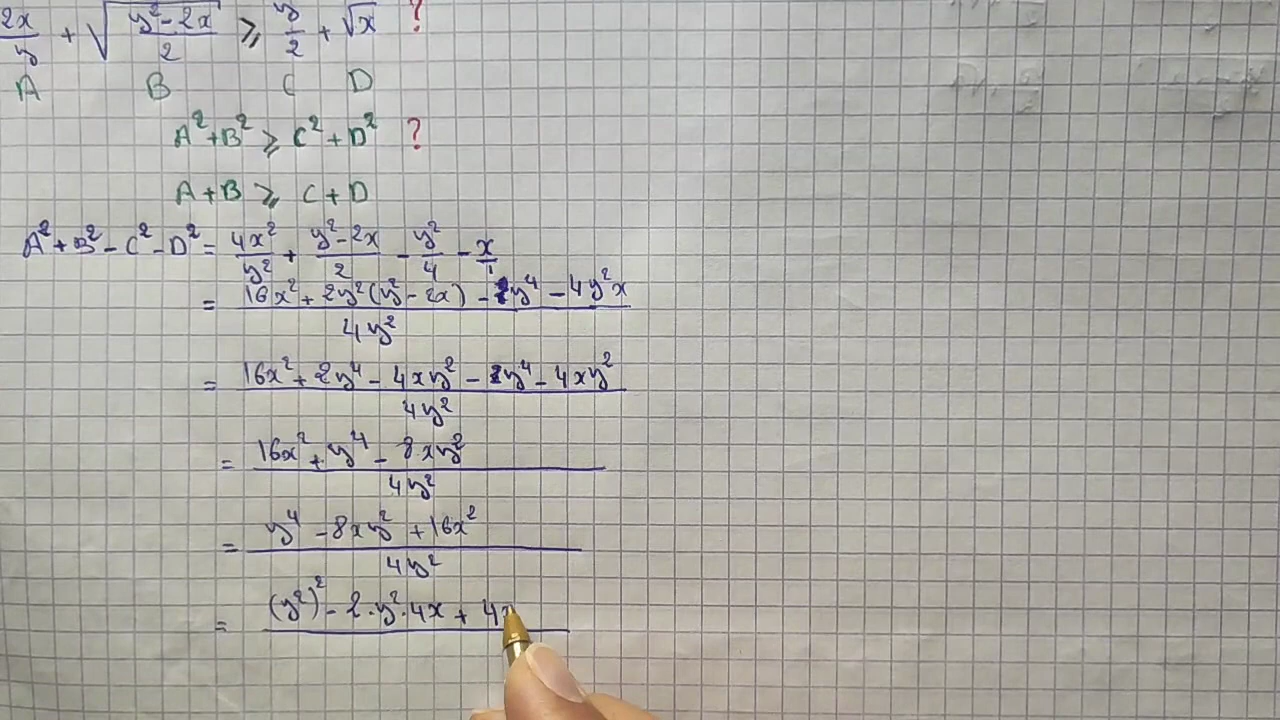 2x/y + √((y²-2x)/2) ⩾ y/2 + √x ?
A B C D
A²+B² ⩾ C²+D² ?
A+B ⩾ C+D
A²+B²-C²-D² = 4x²/y² + (y²-2x)/2 - y²/4 - x/1
= (16x²+2y²(y²-2x) - y⁴ - 4y²x)/4y²
= (16x²+2y⁴-4xy²-y⁴-4xy²)/4y²
= (16x²+y⁴-8xy²)/4y²
= (y⁴-8xy²+16x²)/4y²
= (y²)²-2·y²·4x+4x